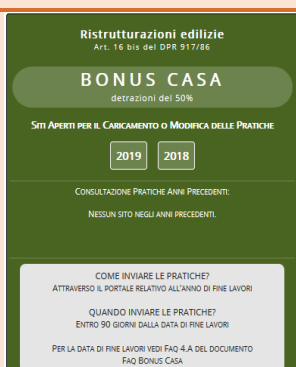 Ristrutturazioni edilizie
Art. 16 bis del DPR 917/86
BONUS CASA
detrazioni del 50%
Siti Aperti per il Caricamento o Modifica delle Pratiche
2019 2018
Consultazione Pratiche Anni Precedenti:
Nessun sito negli anni precedenti.
COME INVIARE LE PRATICHE?
Attraverso il portale relativo all'anno di fine lavori
QUANDO INVIARE LE PRATICHE?
Entro 90 giorni dalla data di fine lavori
Per la data di fine lavori vedi Faq 4.A del documento
Faq Bonus Casa